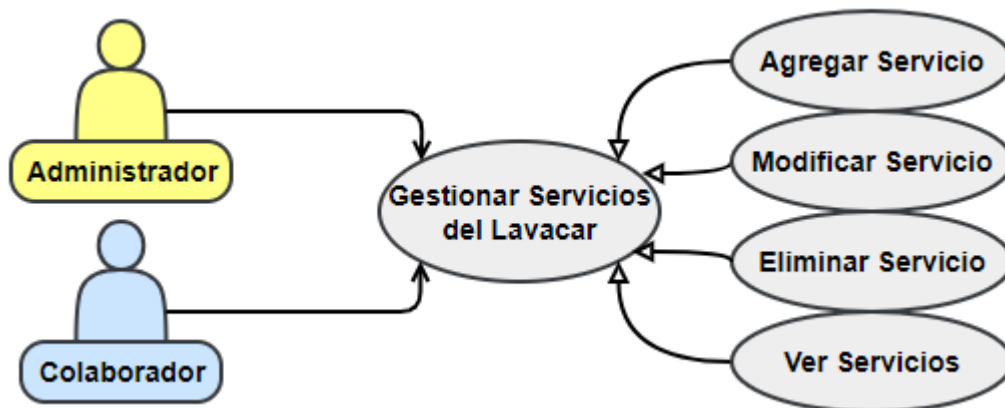 Administrador
Colaborador
Gestionar Servicios
del Lavacar
Agregar Servicio
Modificar Servicio
Eliminar Servicio
Ver Servicios